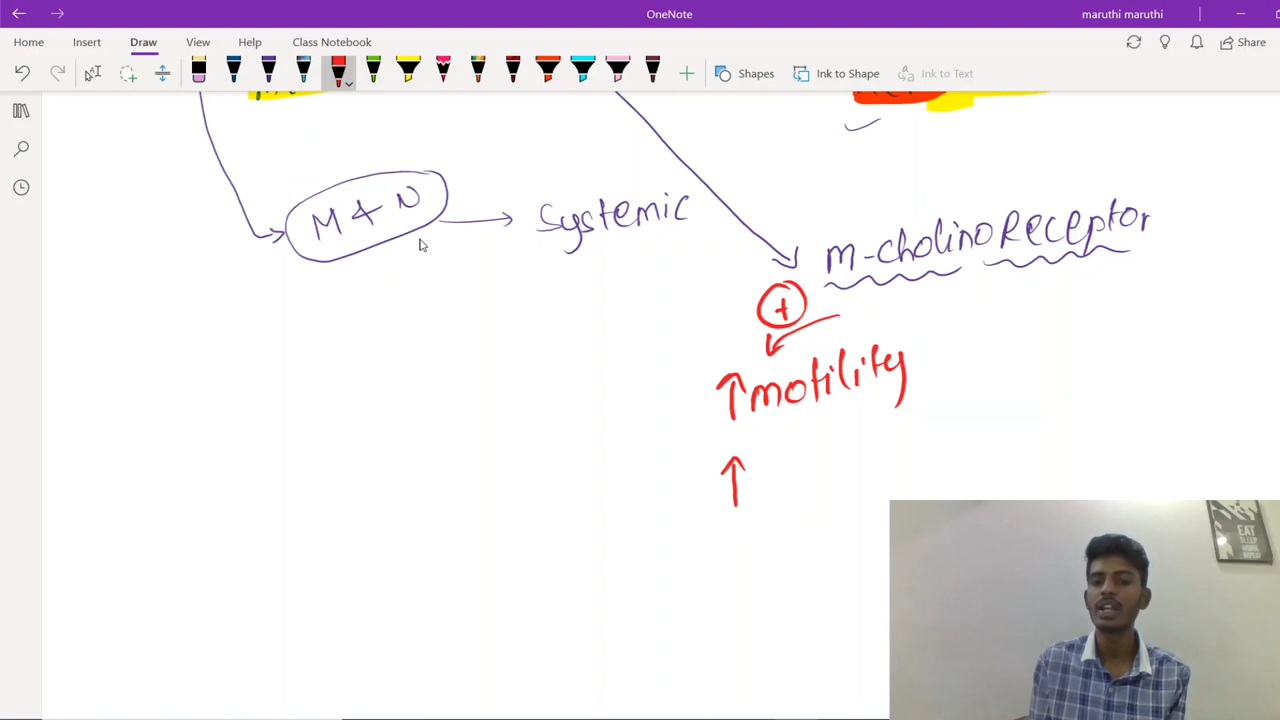 OneNote
maruthi maruthi
Home Insert Draw View Help Class Notebook
Share
Shapes Ink to Shape Ink to Text
M + N → Systemic
m-cholinoReceptor
+
↑ motility
↑
EAT
SLEEP
WORK
REPEAT